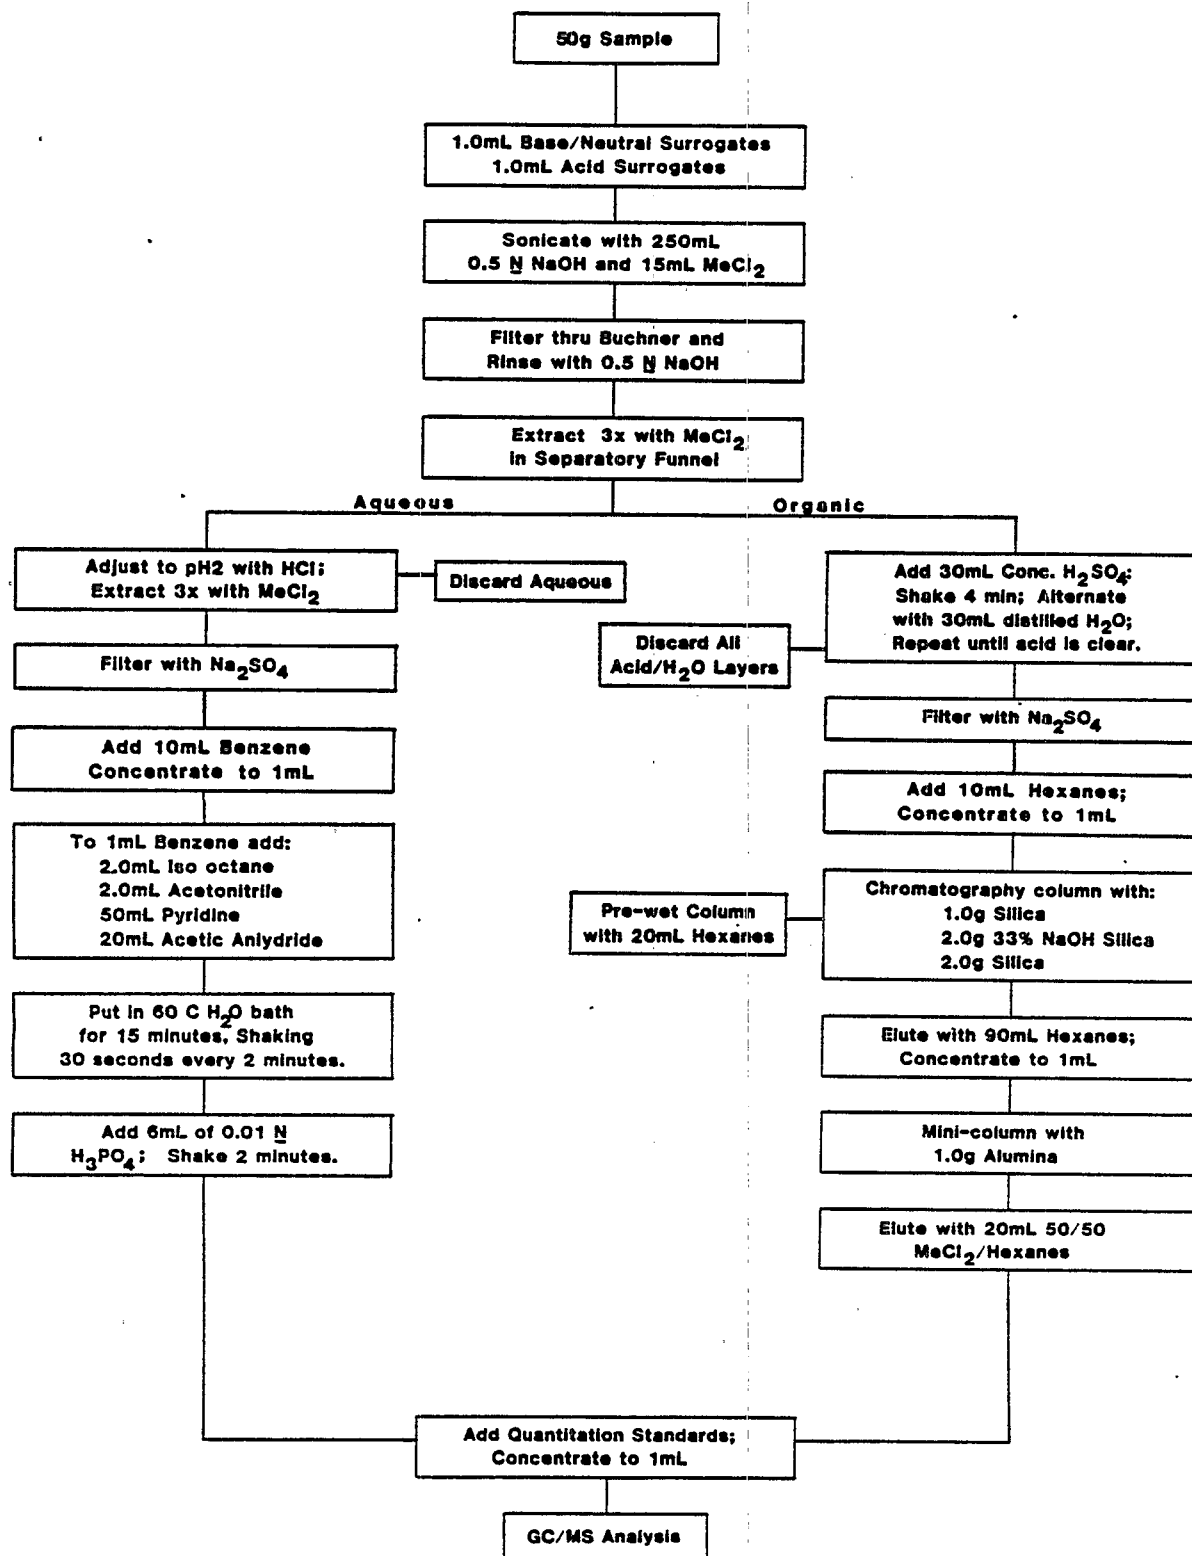 50g Sample
1.0mL Base/Neutral Surrogates
1.0mL Acid Surrogates
Sonicate with 250mL
0.5 N NaOH and 15mL MeCl2
Filter thru Buchner and
Rinse with 0.5 N NaOH
Extract 3x with MeCl2
in Separatory Funnel
Aqueous
Organic
Adjust to pH2 with HCl;
Extract 3x with MeCl2
Discard Aqueous
Filter with Na2SO4
Add 10mL Benzene
Concentrate to 1mL
To 1mL Benzene add:
2.0mL Iso octane
2.0mL Acetonitrile
50mL Pyridine
20mL Acetic Anlydride
Put in 60 C H2O bath
for 15 minutes, Shaking
30 seconds every 2 minutes.
Add 6mL of 0.01 N
H3PO4; Shake 2 minutes.
Add 30mL Conc. H2SO4;
Shake 4 min; Alternate
with 30mL distilled H2O;
Repeat until acid is clear.
Discard All
Acid/H2O Layers
Filter with Na2SO4
Add 10mL Hexanes;
Concentrate to 1mL
Chromatography column with:
1.0g Silica
2.0g 33% NaOH Silica
2.0g Silica
Pre-wet Column
with 20mL Hexanes
Elute with 90mL Hexanes;
Concentrate to 1mL
Mini-column with
1.0g Alumina
Elute with 20mL 50/50
MeCl2/Hexanes
Add Quantitation Standards;
Concentrate to 1mL
GC/MS Analysis